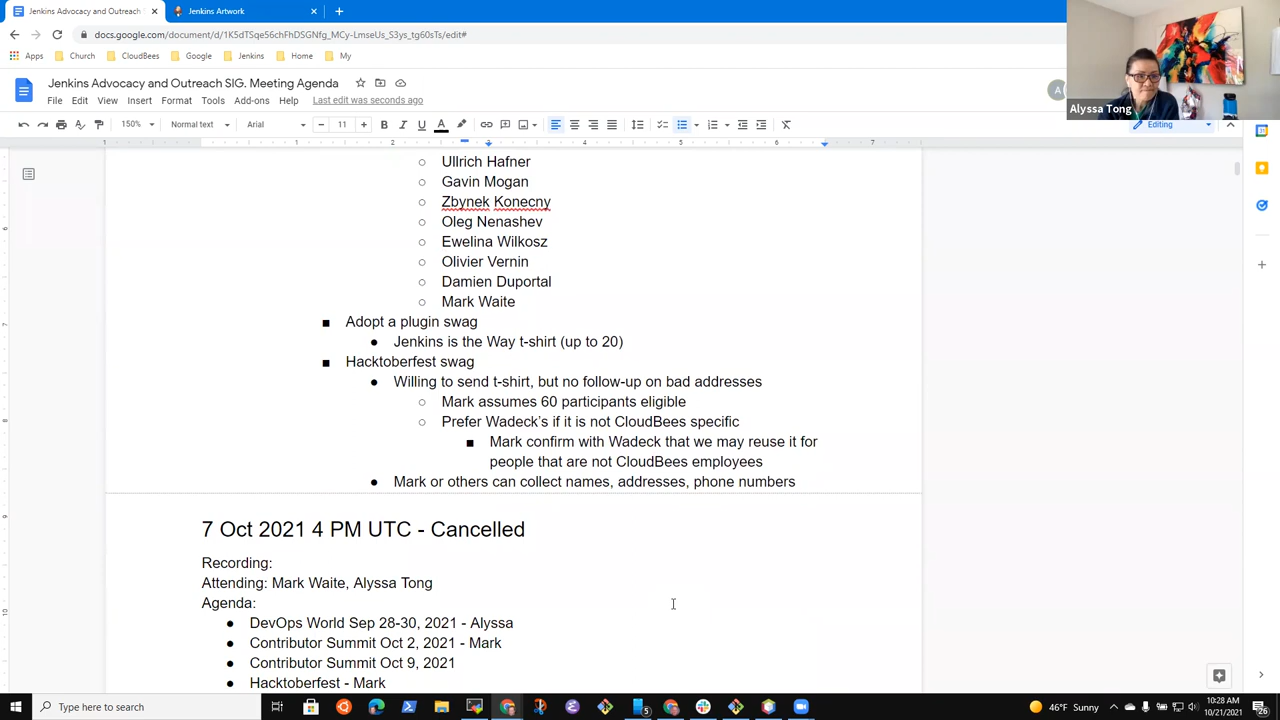 Jenkins Advocacy and Outreach S
Jenkins Artwork
docs.google.com/document/d/1K5dTSqe56chFhDSGNfg_MCy-LmseUs_S3ys_tg60sTs/edit#
Apps Church CloudBees Google Jenkins Home My
Jenkins Advocacy and Outreach SIG. Meeting Agenda
File Edit View Insert Format Tools Add-ons Help Last edit was seconds ago
A
Alyssa Tong
150% Normal text Arial 11 Editing
1 2 4 5 6 7
Ullrich Hafner
Gavin Mogan
Zbynek Konecny
Oleg Nenashev
Ewelina Wilkosz
Olivier Vernin
Damien Duportal
Mark Waite
Adopt a plugin swag
Jenkins is the Way t-shirt (up to 20)
Hacktoberfest swag
Willing to send t-shirt, but no follow-up on bad addresses
Mark assumes 60 participants eligible
Prefer Wadeck's if it is not CloudBees specific
Mark confirm with Wadeck that we may reuse it for
people that are not CloudBees employees
Mark or others can collect names, addresses, phone numbers
7 Oct 2021 4 PM UTC - Cancelled
Recording:
Attending: Mark Waite, Alyssa Tong
Agenda:
DevOps World Sep 28-30, 2021 - Alyssa
Contributor Summit Oct 2, 2021 - Mark
Contributor Summit Oct 9, 2021
Hacktoberfest - Mark
Type here to search
5
46°F Sunny
10:28 AM
10/21/2021
26